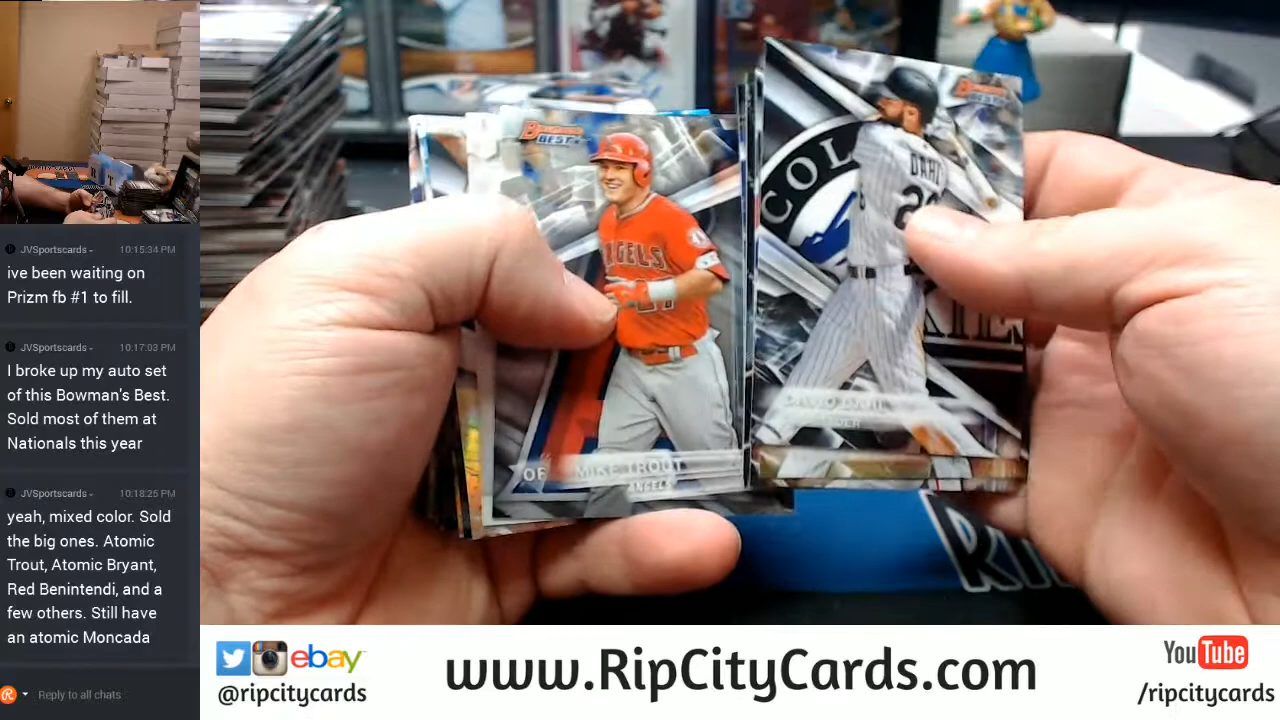 JVSportscards - 10:15:34 PM
ive been waiting on
Prizm fb #1 to fill.
JVSportscards - 10:17:03 PM
I broke up my auto set
of this Bowman's Best.
Sold most of them at
Nationals this year
JVSportscards - 10:18:25 PM
yeah, mixed color. Sold
the big ones. Atomic
Trout, Atomic Bryant,
Red Benintendi, and a
few others. Still have
an atomic Moncada
Reply to all chats
BOWMAN'S
BEST
ANGELS
OF MIKE TROUT
ANGELS
COL
DAHL
ebay
@ripcitycards
www.RipCityCards.com
YouTube
/ripcitycards